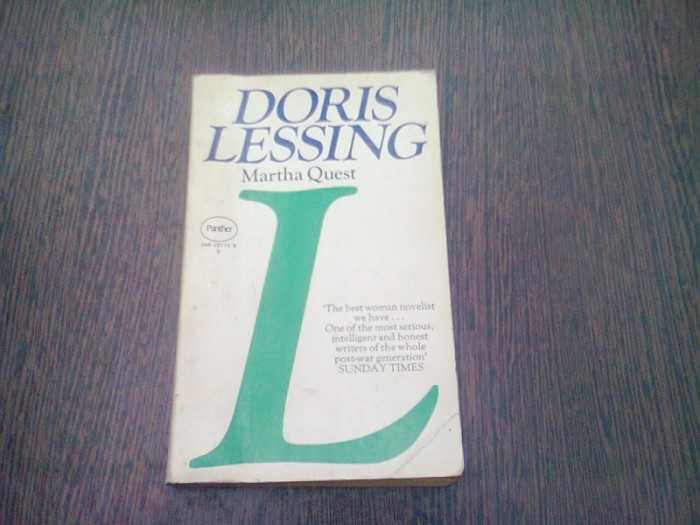 DORIS
LESSING
Martha Quest
L
Panther
'The best woman novelist
we have . . .
One of the most serious,
intelligent and honest
writers of the whole
post-war generation'
SUNDAY TIMES